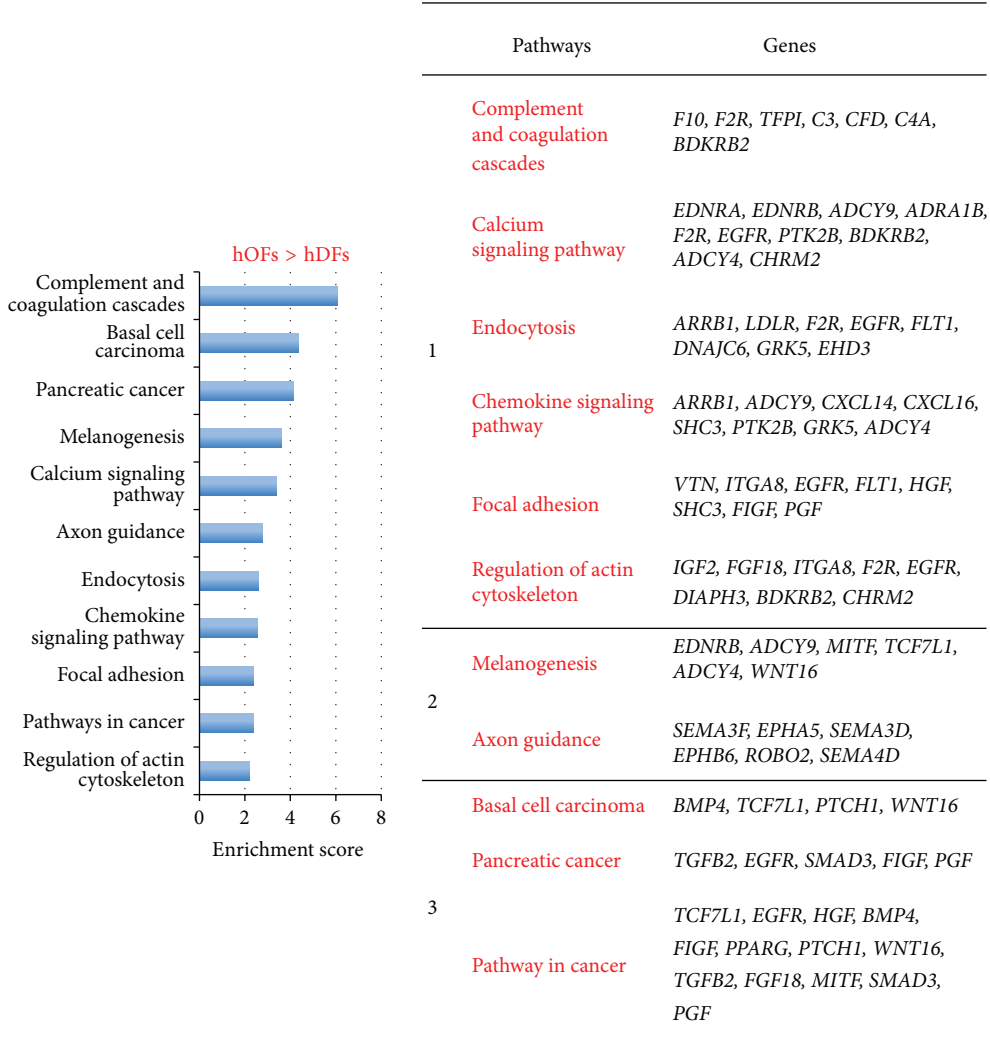 hOFs > hDFs
Complement and
coagulation cascades
Basal cell
carcinoma
Pancreatic cancer
Melanogenesis
Calcium signaling
pathway
Axon guidance
Endocytosis
Chemokine
signaling pathway
Focal adhesion
Pathways in cancer
Regulation of actin
cytoskeleton
0 2 4 6 8
Enrichment score
Pathways Genes
1
Complement
and coagulation
cascades
F10, F2R, TFPI, C3, CFD, C4A,
BDKRB2
Calcium
signaling pathway
EDNRA, EDNRB, ADCY9, ADRA1B,
F2R, EGFR, PTK2B, BDKRB2,
ADCY4, CHRM2
Endocytosis
ARRB1, LDLR, F2R, EGFR, FLT1,
DNAJC6, GRK5, EHD3
Chemokine signaling
pathway
ARRB1, ADCY9, CXCL14, CXCL16,
SHC3, PTK2B, GRK5, ADCY4
Focal adhesion
VTN, ITGA8, EGFR, FLT1, HGF,
SHC3, FIGF, PGF
Regulation of actin
cytoskeleton
IGF2, FGF18, ITGA8, F2R, EGFR,
DIAPH3, BDKRB2, CHRM2
2
Melanogenesis
EDNRB, ADCY9, MITF, TCF7L1,
ADCY4, WNT16
Axon guidance
SEMA3F, EPHA5, SEMA3D,
EPHB6, ROBO2, SEMA4D
3
Basal cell carcinoma
BMP4, TCF7L1, PTCH1, WNT16
Pancreatic cancer
TGFB2, EGFR, SMAD3, FIGF, PGF
Pathway in cancer
TCF7L1, EGFR, HGF, BMP4,
FIGF, PPARG, PTCH1, WNT16,
TGFB2, FGF18, MITF, SMAD3,
PGF